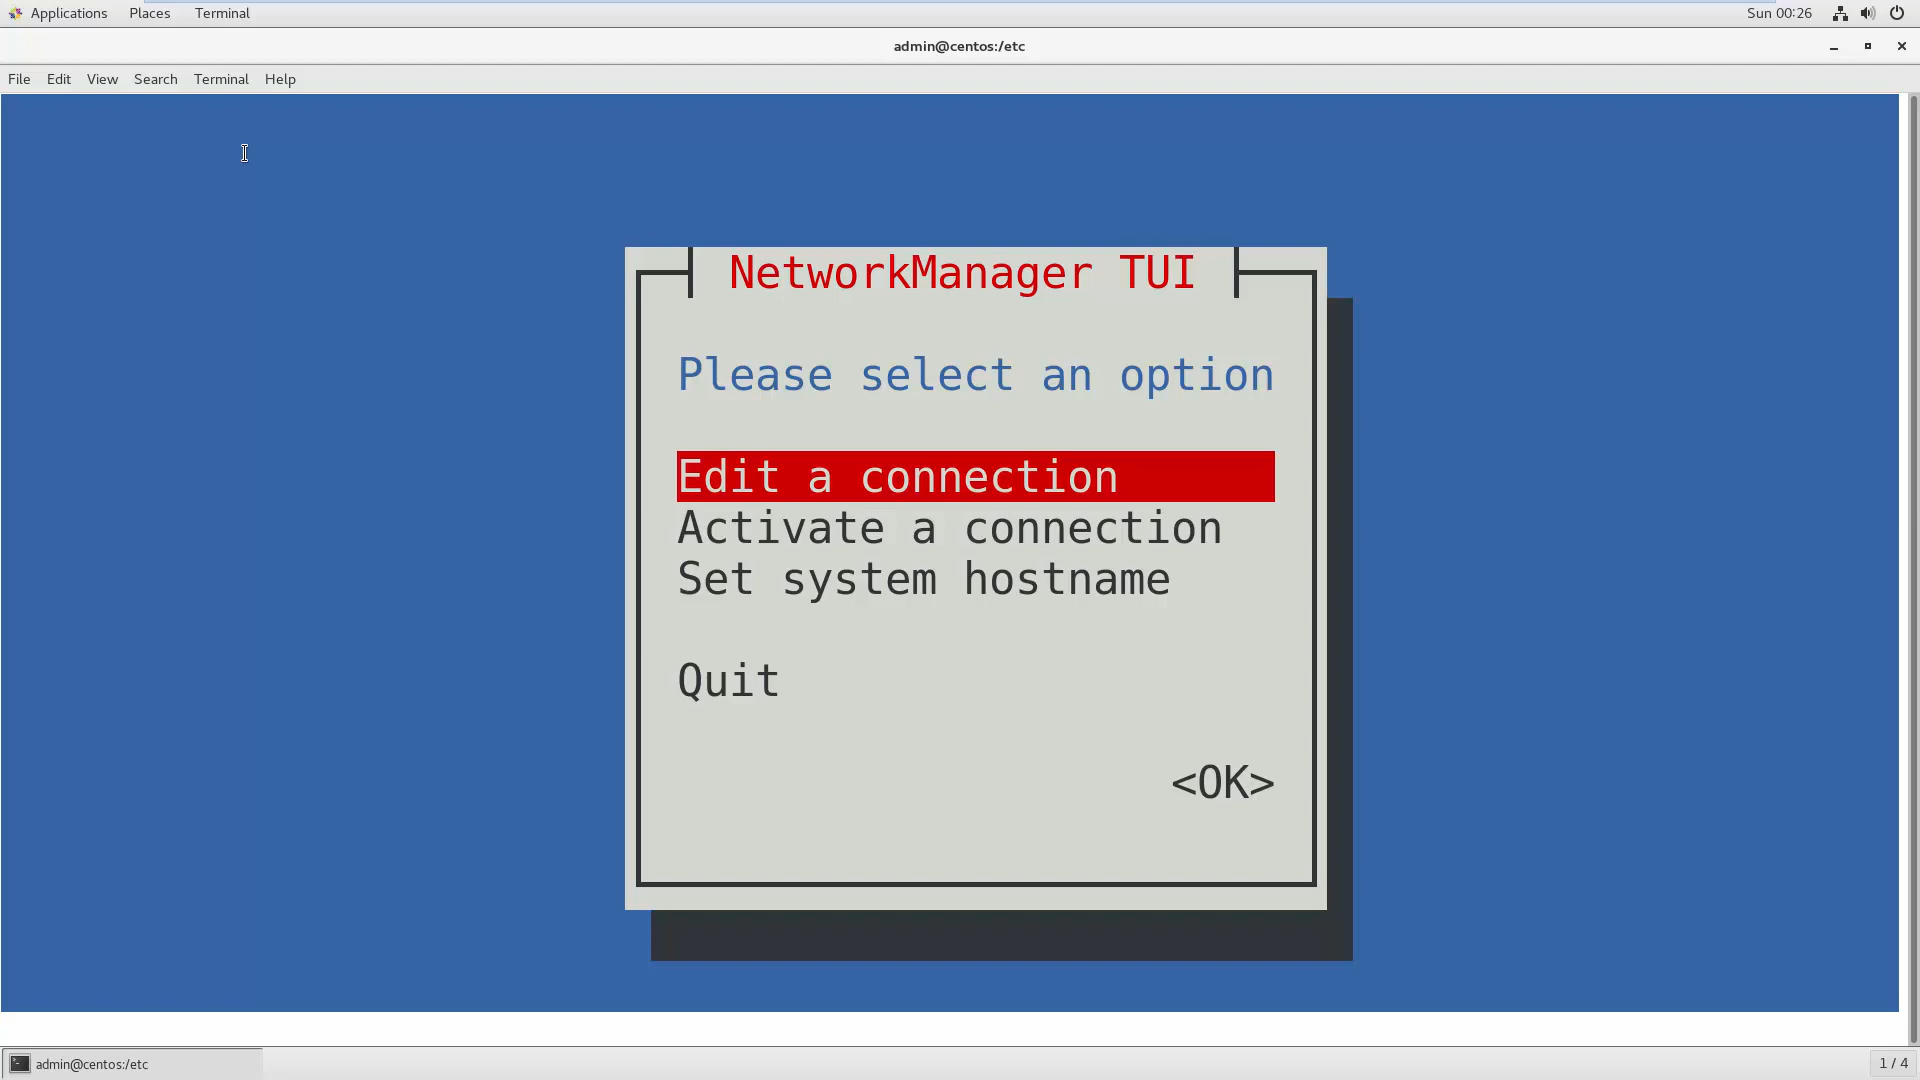 Applications Places Terminal Sun 00:26
admin@centos:/etc
File Edit View Search Terminal Help
NetworkManager TUI
Please select an option
Edit a connection
Activate a connection
Set system hostname
Quit
<OK>
admin@centos:/etc 1 / 4